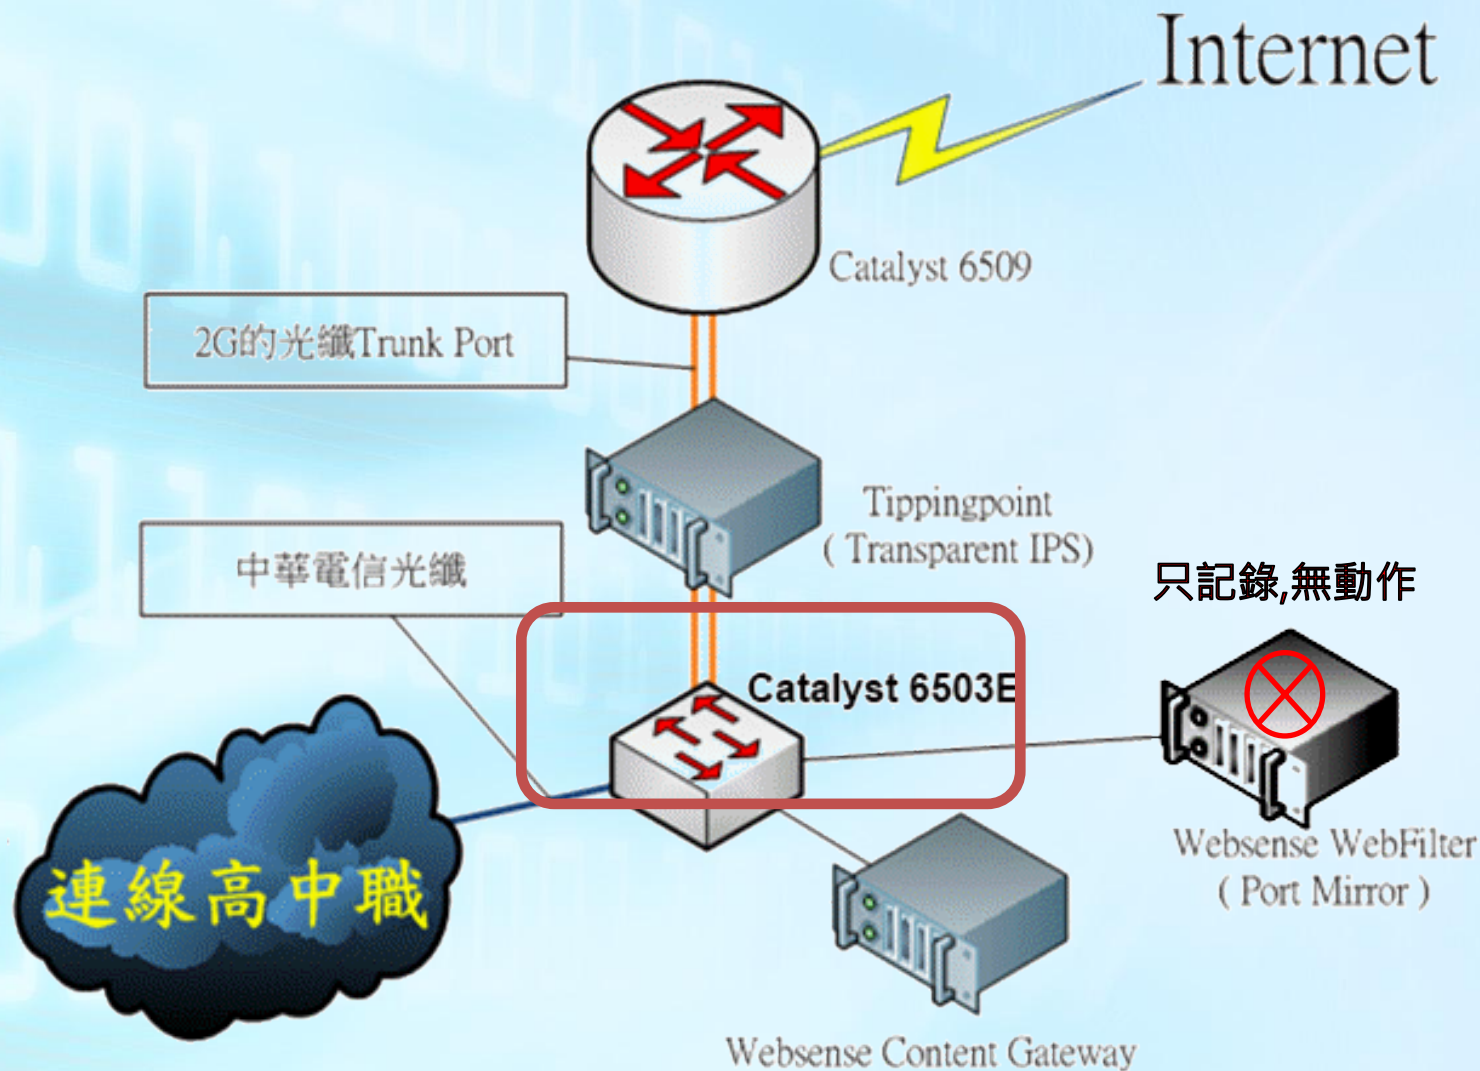 Internet
Catalyst 6509
2G的光纖Trunk Port
Tippingpoint
( Transparent IPS)
中華電信光纖
只記錄,無動作
Catalyst 6503E
Websense WebFilter
( Port Mirror )
連線高中職
Websense Content Gateway